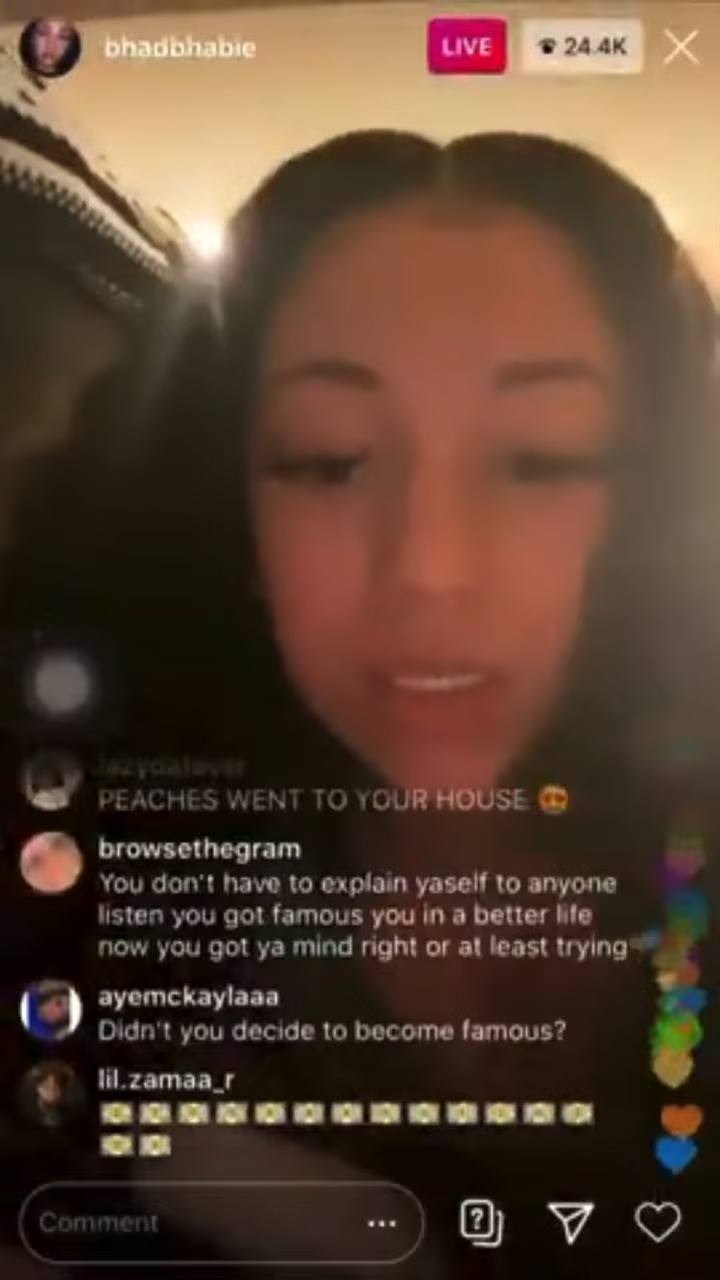 bhadbhabie LIVE 24.4K
PEACHES WENT TO YOUR HOUSE 😍
browsethegram
You don't have to explain yaself to anyone
listen you got famous you in a better life
now you got ya mind right or at least trying
ayemckaylaaa
Didn't you decide to become famous?
lil.zamaa_r
Comment